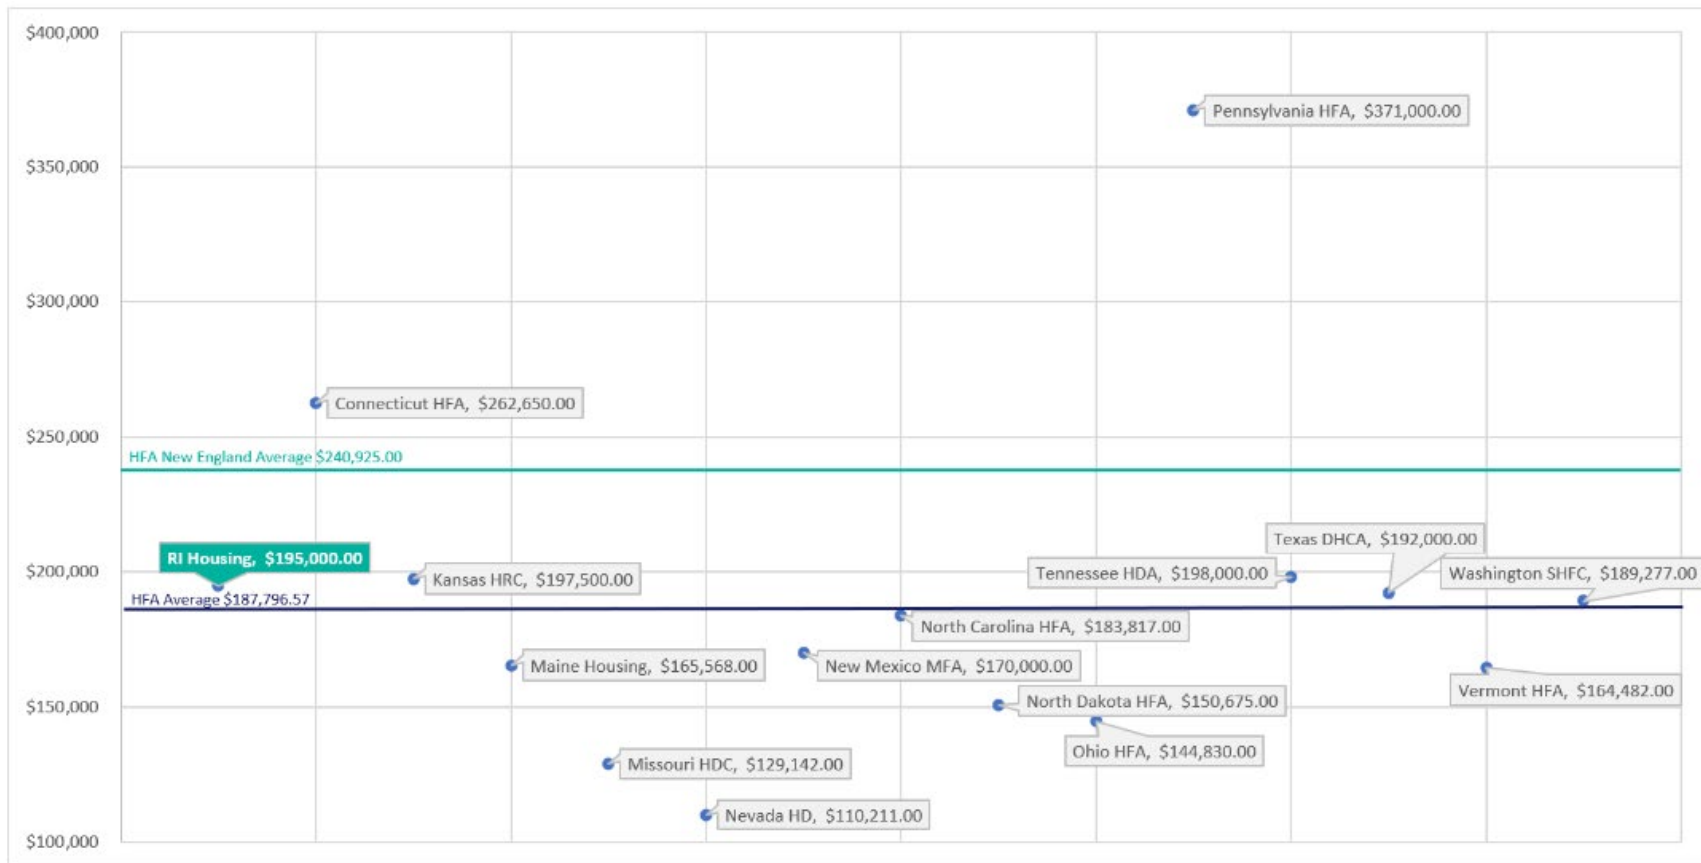 $400,000
Pennsylvania HFA, $371,000.00
$350,000
$300,000
Connecticut HFA, $262,650.00
$250,000
HFA New England Average $240,925.00
Texas DHCA, $192,000.00
RI Housing, $195,000.00
$200,000
Kansas HRC, $197,500.00
Tennessee HDA, $198,000.00
Washington SHFC, $189,277.00
HFA Average $187,796.57
North Carolina HFA, $183,817.00
Maine Housing, $165,568.00
New Mexico MFA, $170,000.00
Vermont HFA, $164,482.00
$150,000
North Dakota HFA, $150,675.00
Ohio HFA, $144,830.00
Missouri HDC, $129,142.00
Nevada HD, $110,211.00
$100,000